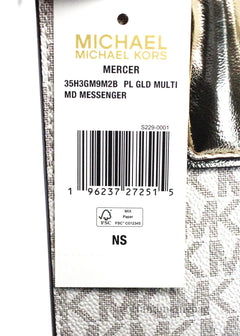 MICHAEL
MICHAEL KORS
MERCER
35H3GM9M2B PL GLD MULTI
MD MESSENGER
S229-0001
1 96237 27251 5
FSC
MIX
Paper
NS